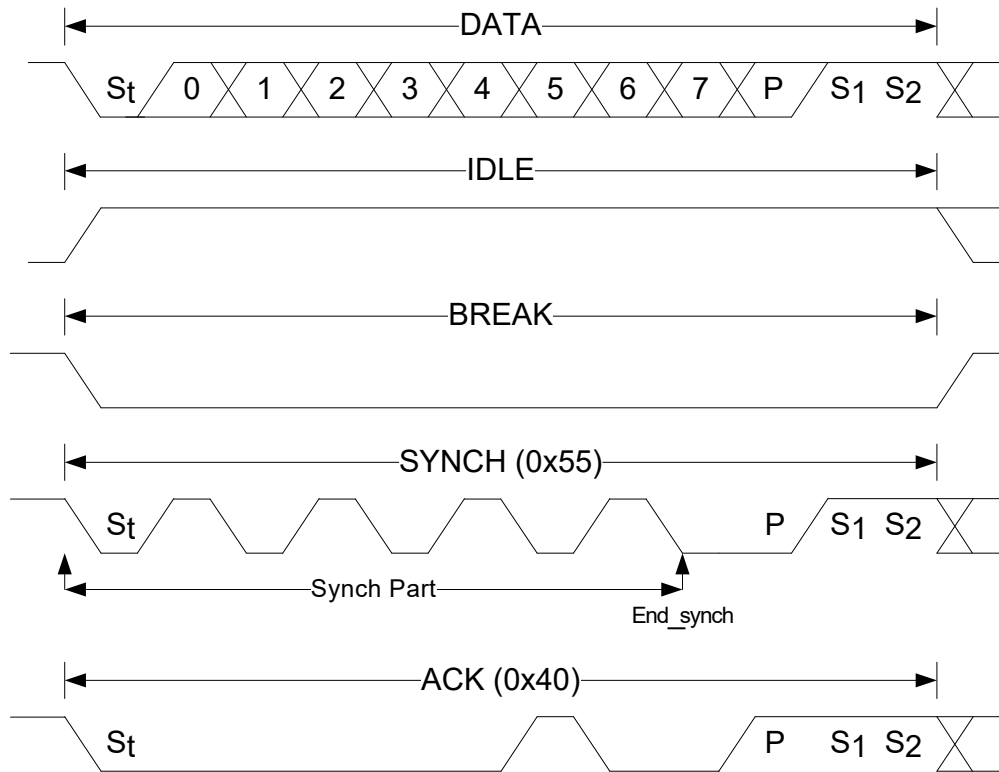 DATA
St 0 1 2 3 4 5 6 7 P S1 S2
IDLE
BREAK
SYNCH (0x55)
St P S1 S2
Synch Part
End_synch
ACK (0x40)
St P S1 S2